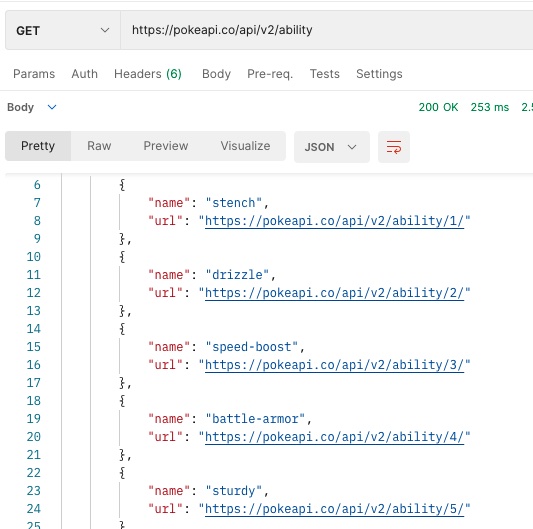 GET https://pokeapi.co/api/v2/ability
Params Auth Headers (6) Body Pre-req. Tests Settings
Body 200 OK 253 ms 2.5
Pretty Raw Preview Visualize JSON
6 {
7 "name": "stench",
8 "url": "https://pokeapi.co/api/v2/ability/1/"
9 },
10 {
11 "name": "drizzle",
12 "url": "https://pokeapi.co/api/v2/ability/2/"
13 },
14 {
15 "name": "speed-boost",
16 "url": "https://pokeapi.co/api/v2/ability/3/"
17 },
18 {
19 "name": "battle-armor",
20 "url": "https://pokeapi.co/api/v2/ability/4/"
21 },
22 {
23 "name": "sturdy",
24 "url": "https://pokeapi.co/api/v2/ability/5/"
25 }